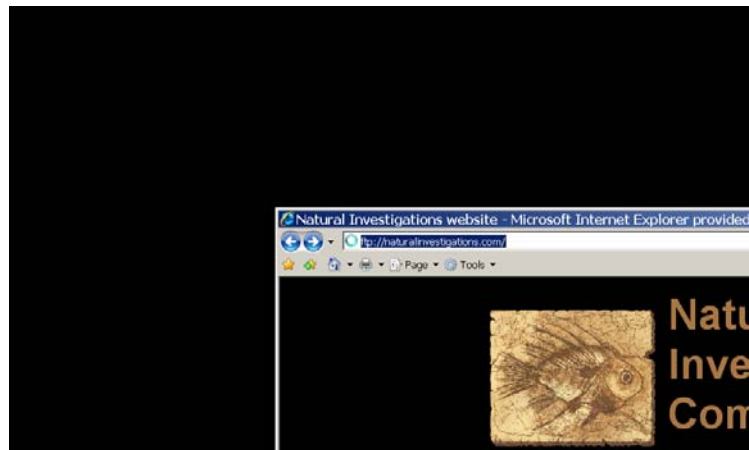 Natural Investigations website - Microsoft Internet Explorer provided
ftp://naturalinvestigations.com/
Page
Tools
Natu
Inve
Com